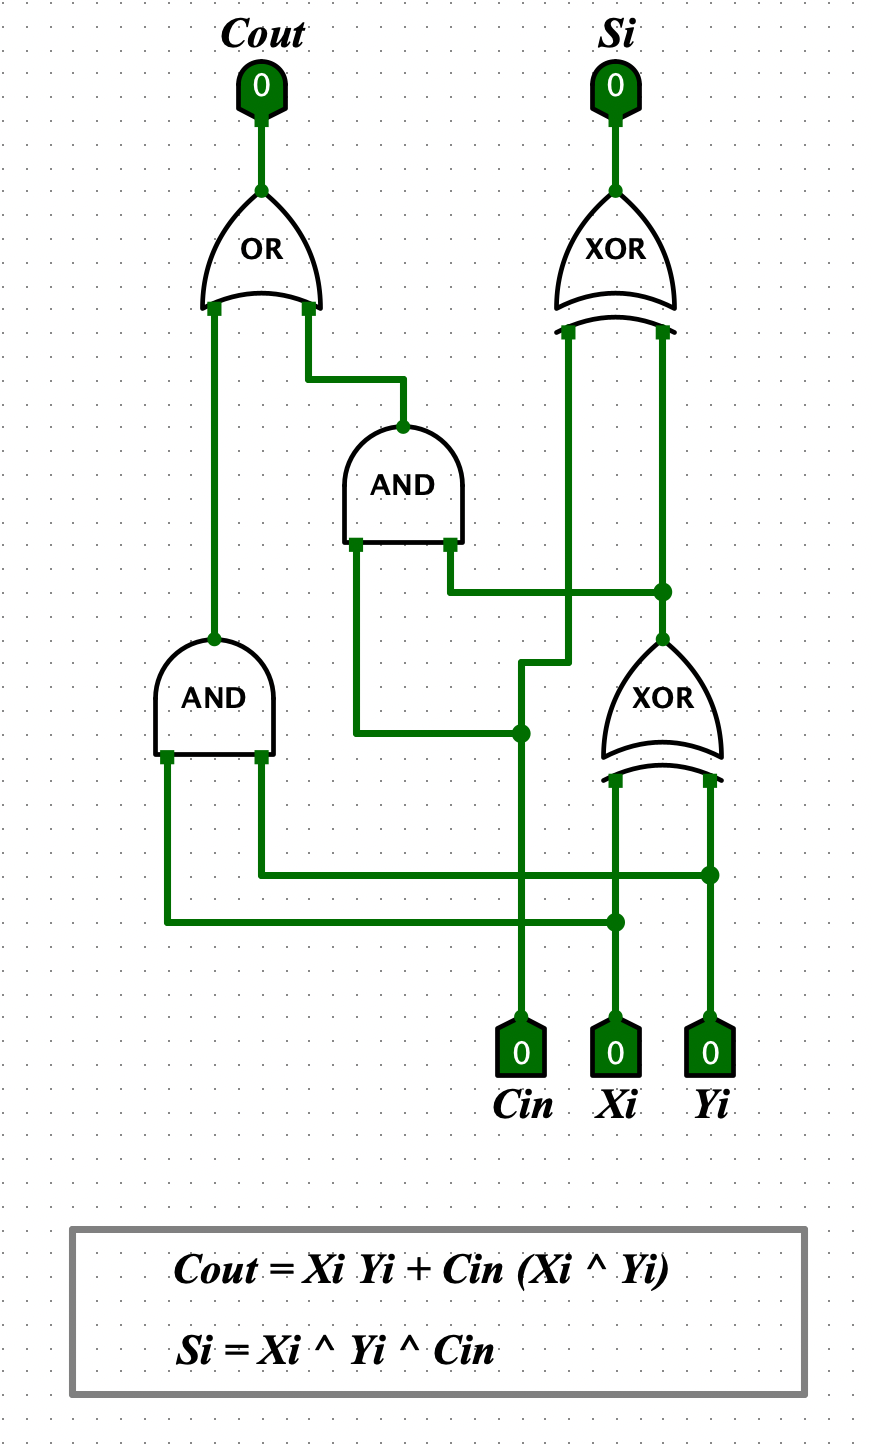 Cout Si
0 0
OR XOR
AND
AND XOR
0 0 0
Cin Xi Yi
Cout = Xi Yi + Cin (Xi ^ Yi)
Si = Xi ^ Yi ^ Cin